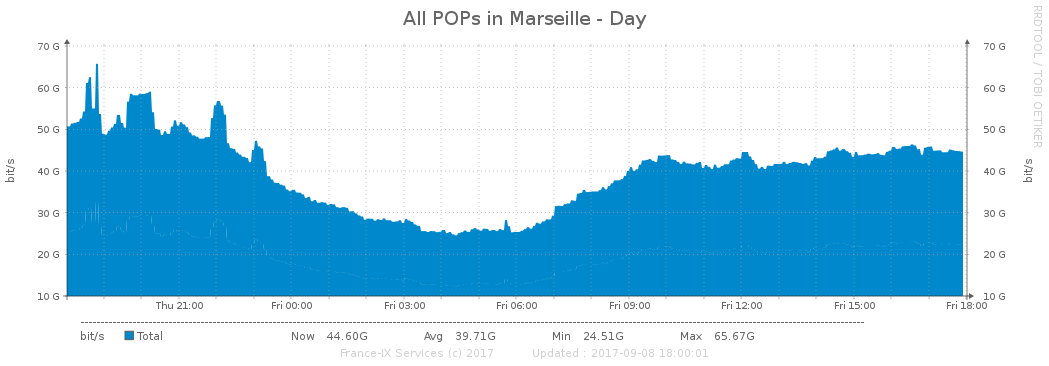 All POPs in Marseille - Day
RRDTOOL / TOBI OETIKER
70 G 70 G
60 G 60 G
50 G 50 G
40 G 40 G
30 G 30 G
20 G 20 G
10 G 10 G
bit/s
bit/s
Thu 21:00 Fri 00:00 Fri 03:00 Fri 06:00 Fri 09:00 Fri 12:00 Fri 15:00 Fri 18:00
bit/s Total Now 44.60G Avg 39.71G Min 24.51G Max 65.67G
France-IX Services (c) 2017 Updated : 2017-09-08 18:00:01